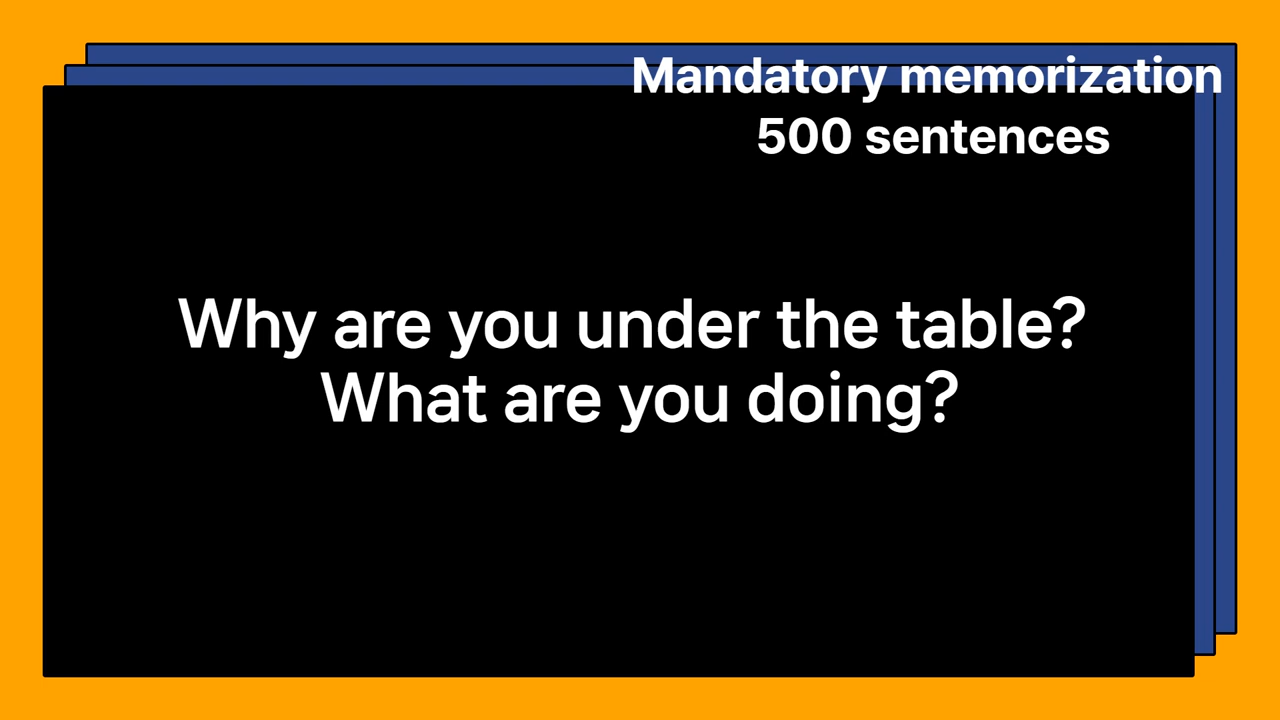 Mandatory memorization
500 sentences
Why are you under the table?
What are you doing?